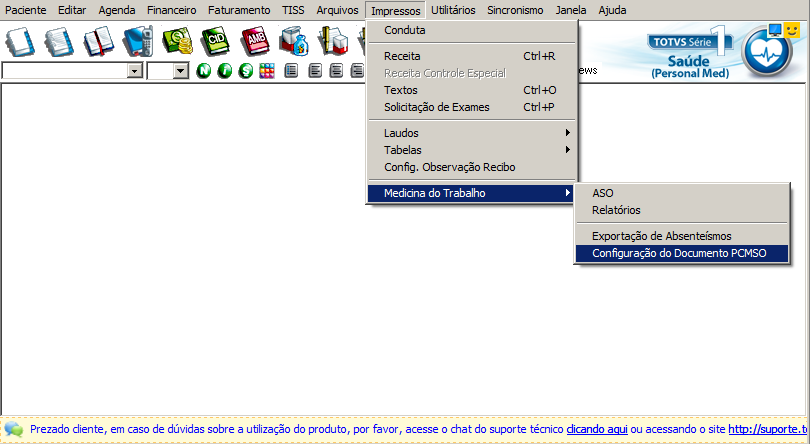 Paciente Editar Agenda Financeiro Faturamento TISS Arquivos Impressos Utilitários Sincronismo Janela Ajuda
CID
AMB
N
I
S
ews
TOTVS Série 1
Saúde
(Personal Med)
Conduta
Receita Ctrl+R
Receita Controle Especial
Textos Ctrl+O
Solicitação de Exames Ctrl+P
Laudos
Tabelas
Config. Observação Recibo
Medicina do Trabalho
ASO
Relatórios
Exportação de Absenteísmos
Configuração do Documento PCMSO
Prezado cliente, em caso de dúvidas sobre a utilização do produto, por favor, acesse o chat do suporte técnico clicando aqui ou acessando o site http://suporte.t